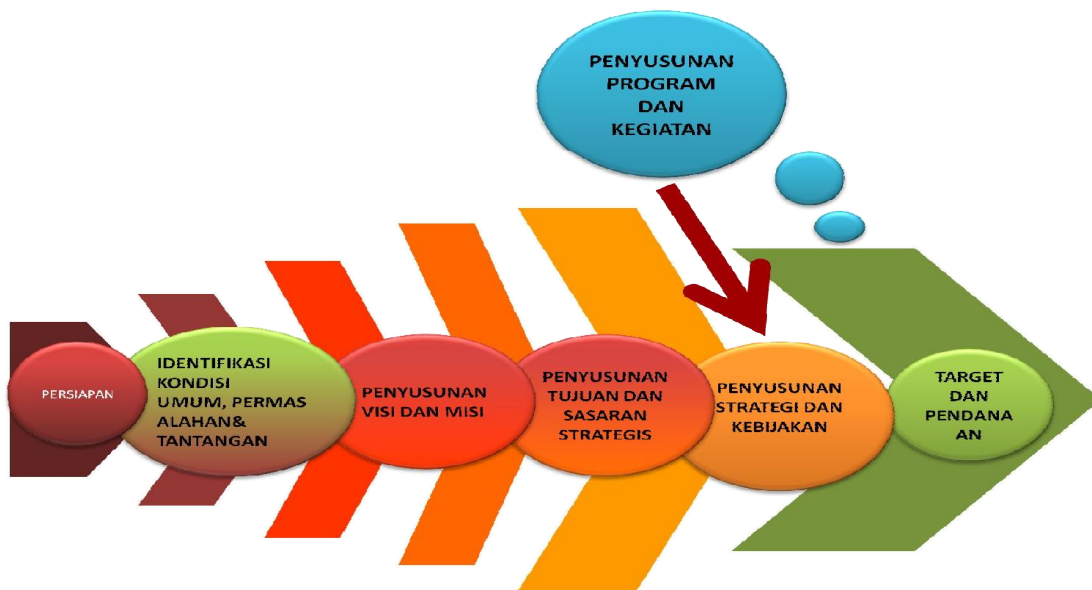 PENYUSUNAN
PROGRAM
DAN
KEGIATAN
PERSIAPAN
IDENTIFIKASI
KONDISI
UMUM, PERMAS
ALAHAN&
TANTANGAN
PENYUSUNAN
VISI DAN MISI
PENYUSUNAN
TUJUAN DAN
SASARAN
STRATEGIS
PENYUSUNAN
STRATEGI DAN
KEBIJAKAN
TARGET
DAN
PENDANA
AN